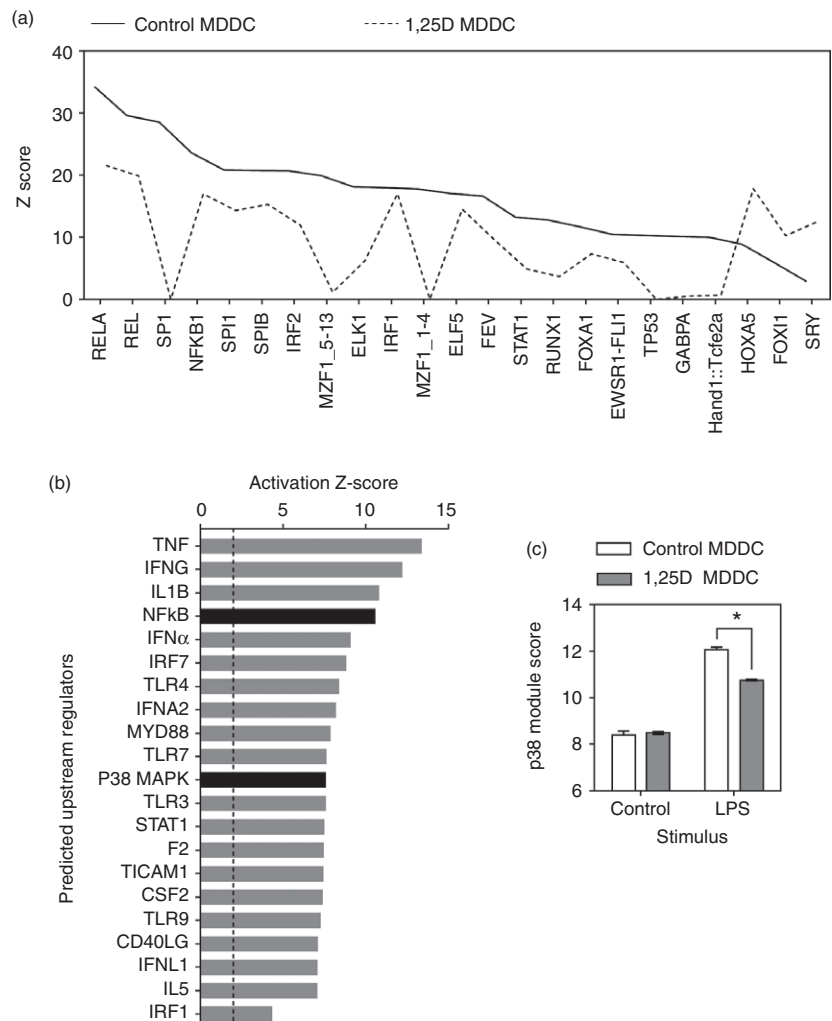 (a)
Control MDDC
1,25D MDDC
Z score
40
30
20
10
0
RELA
REL
SP1
NFKB1
SPI1
SPIB
IRF2
MZF1_5-13
ELK1
IRF1
MZF1_1-4
ELF5
FEV
STAT1
RUNX1
FOXA1
EWSR1-FLI1
TP53
GABPA
Hand1::Tcfe2a
HOXA5
FOXI1
SRY
(b)
Activation Z-score
0 5 10 15
Predicted upstream regulators
TNF
IFNG
IL1B
NFkB
IFNα
IRF7
TLR4
IFNA2
MYD88
TLR7
P38 MAPK
TLR3
STAT1
F2
TICAM1
CSF2
TLR9
CD40LG
IFNL1
IL5
IRF1
(c)
Control MDDC
1,25D MDDC
p38 module score
14
12
10
8
6
*
Control LPS
Stimulus